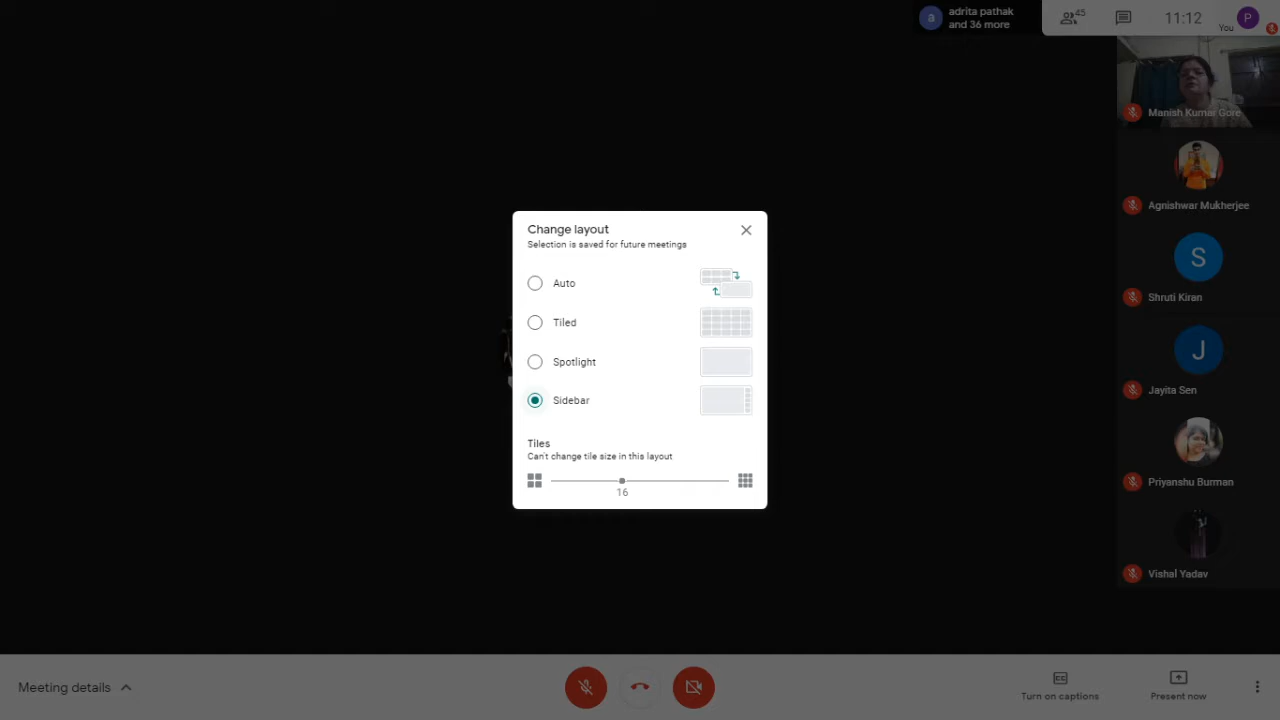 a
adrita pathak
and 36 more
45
11:12
You
P
Manish Kumar Gore
Agnishwar Mukherjee
S
Shruti Kiran
J
Jayita Sen
Priyanshu Burman
Vishal Yadav
Change layout
Selection is saved for future meetings
Auto
Tiled
Spotlight
Sidebar
Tiles
Can't change tile size in this layout
16
Meeting details
CC
Turn on captions
Present now